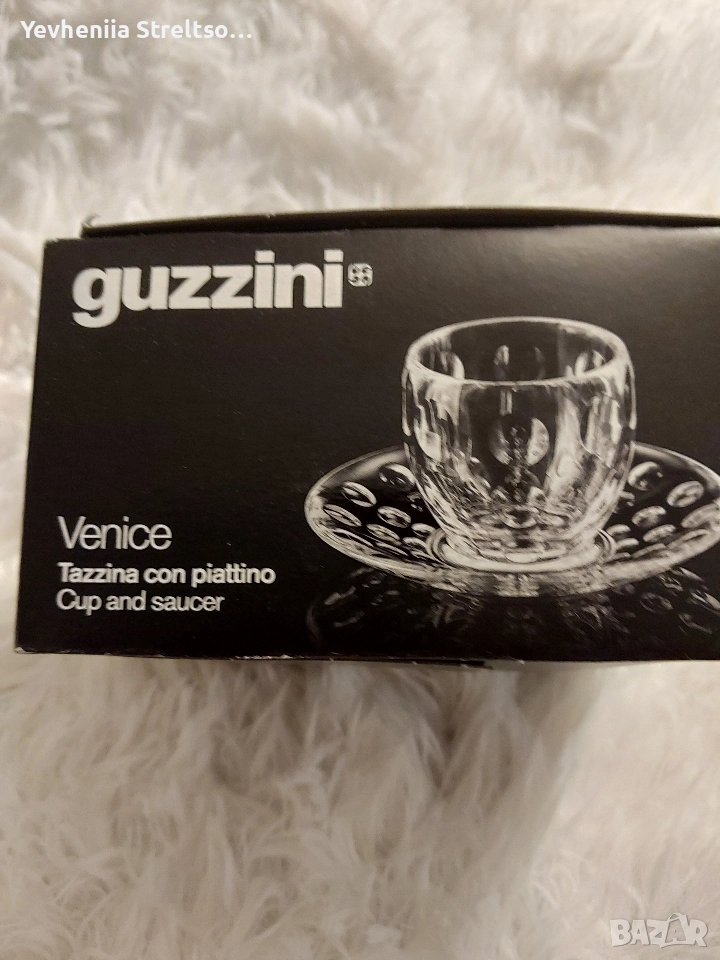 Yevheniia Streltso...
guzzini
Venice
Tazzina con piattino
Cup and saucer
BAZAR